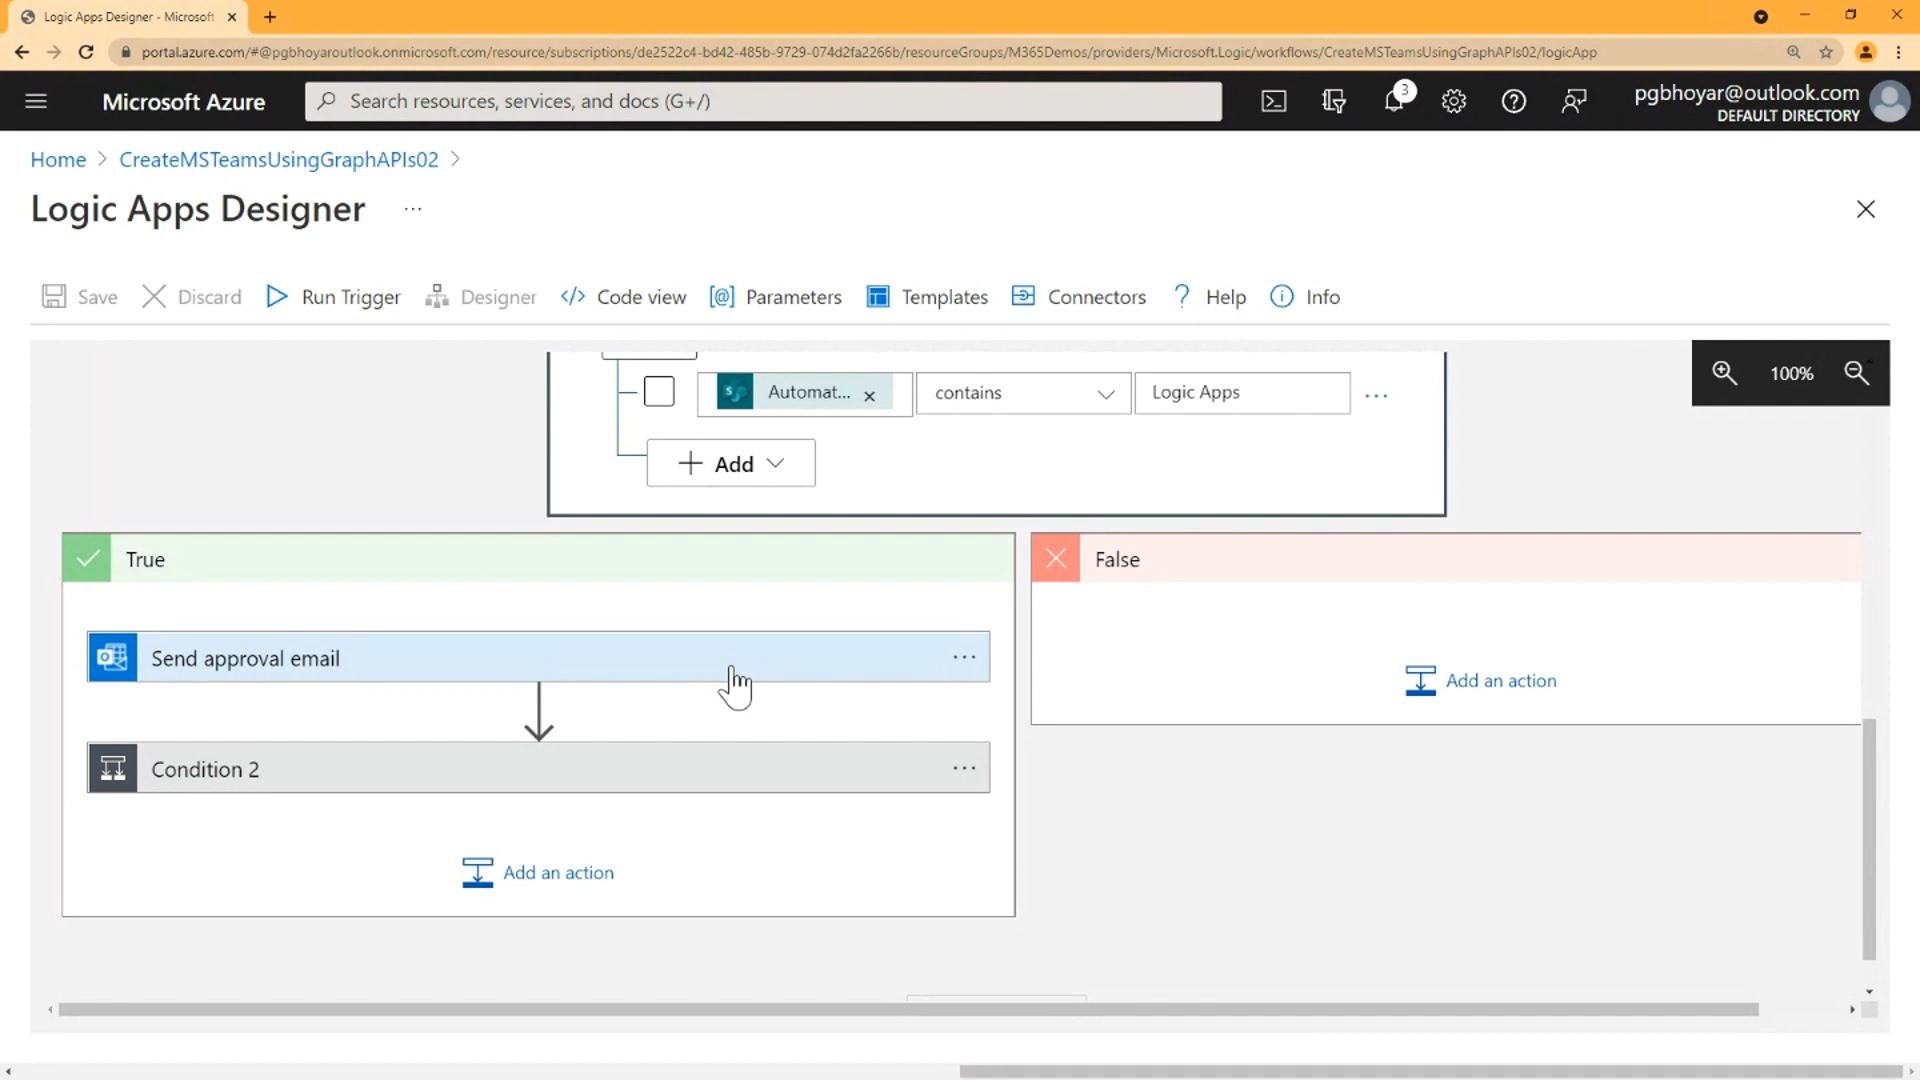 Logic Apps Designer - Microsoft
portal.azure.com/#@pgbhoyaroutlook.onmicrosoft.com/resource/subscriptions/de2522c4-bd42-485b-9729-074d2fa2266b/resourceGroups/M365Demos/providers/Microsoft.Logic/workflows/CreateMSTeamsUsingGraphAPIs02/logicApp
Microsoft Azure
Search resources, services, and docs (G+/)
3
pgbhoyar@outlook.com
DEFAULT DIRECTORY
Home > CreateMSTeamsUsingGraphAPIs02 >
Logic Apps Designer ...
Save Discard Run Trigger Designer Code view Parameters Templates Connectors Help Info
100%
Automat... contains Logic Apps ...
Add
True
False
Send approval email ...
Add an action
Condition 2 ...
Add an action